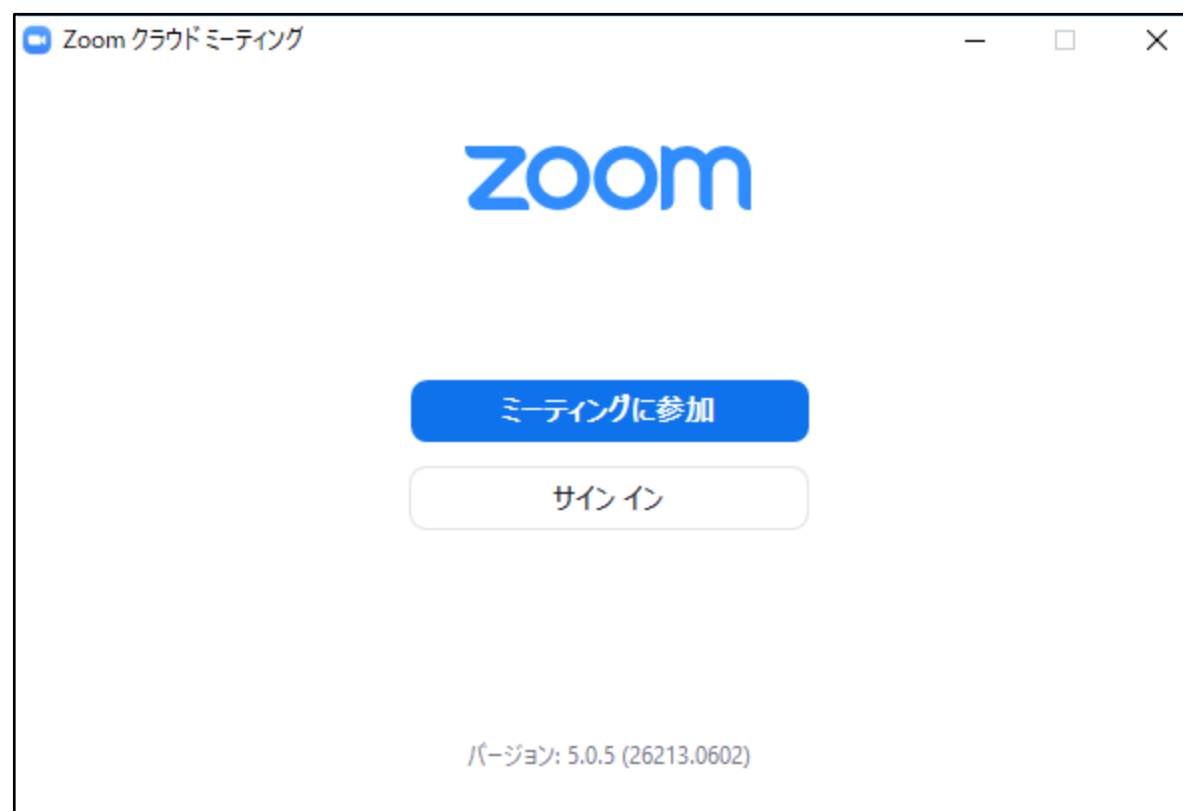 Zoom クラウド ミーティング
zoom
ミーティングに参加
サイン イン
バージョン: 5.0.5 (26213.0602)